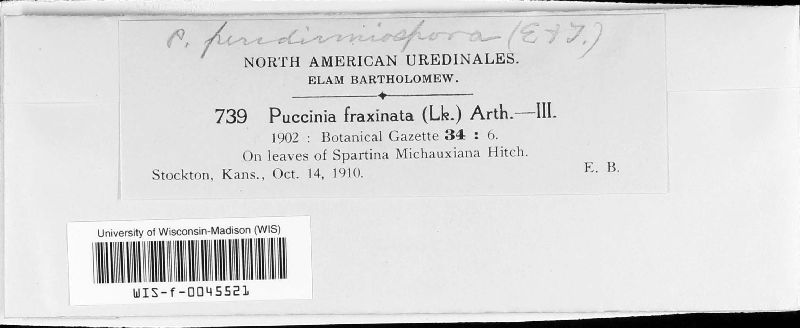 P. peridermiospora (E & T.)
NORTH AMERICAN UREDINALES.
ELAM BARTHOLOMEW.
739 Puccinia fraxinata (Lk.) Arth.—III.
1902 : Botanical Gazette 34 : 6.
On leaves of Spartina Michauxiana Hitch.
Stockton, Kans., Oct. 14, 1910. E. B.
University of Wisconsin-Madison (WIS)
WIS-f-0045521